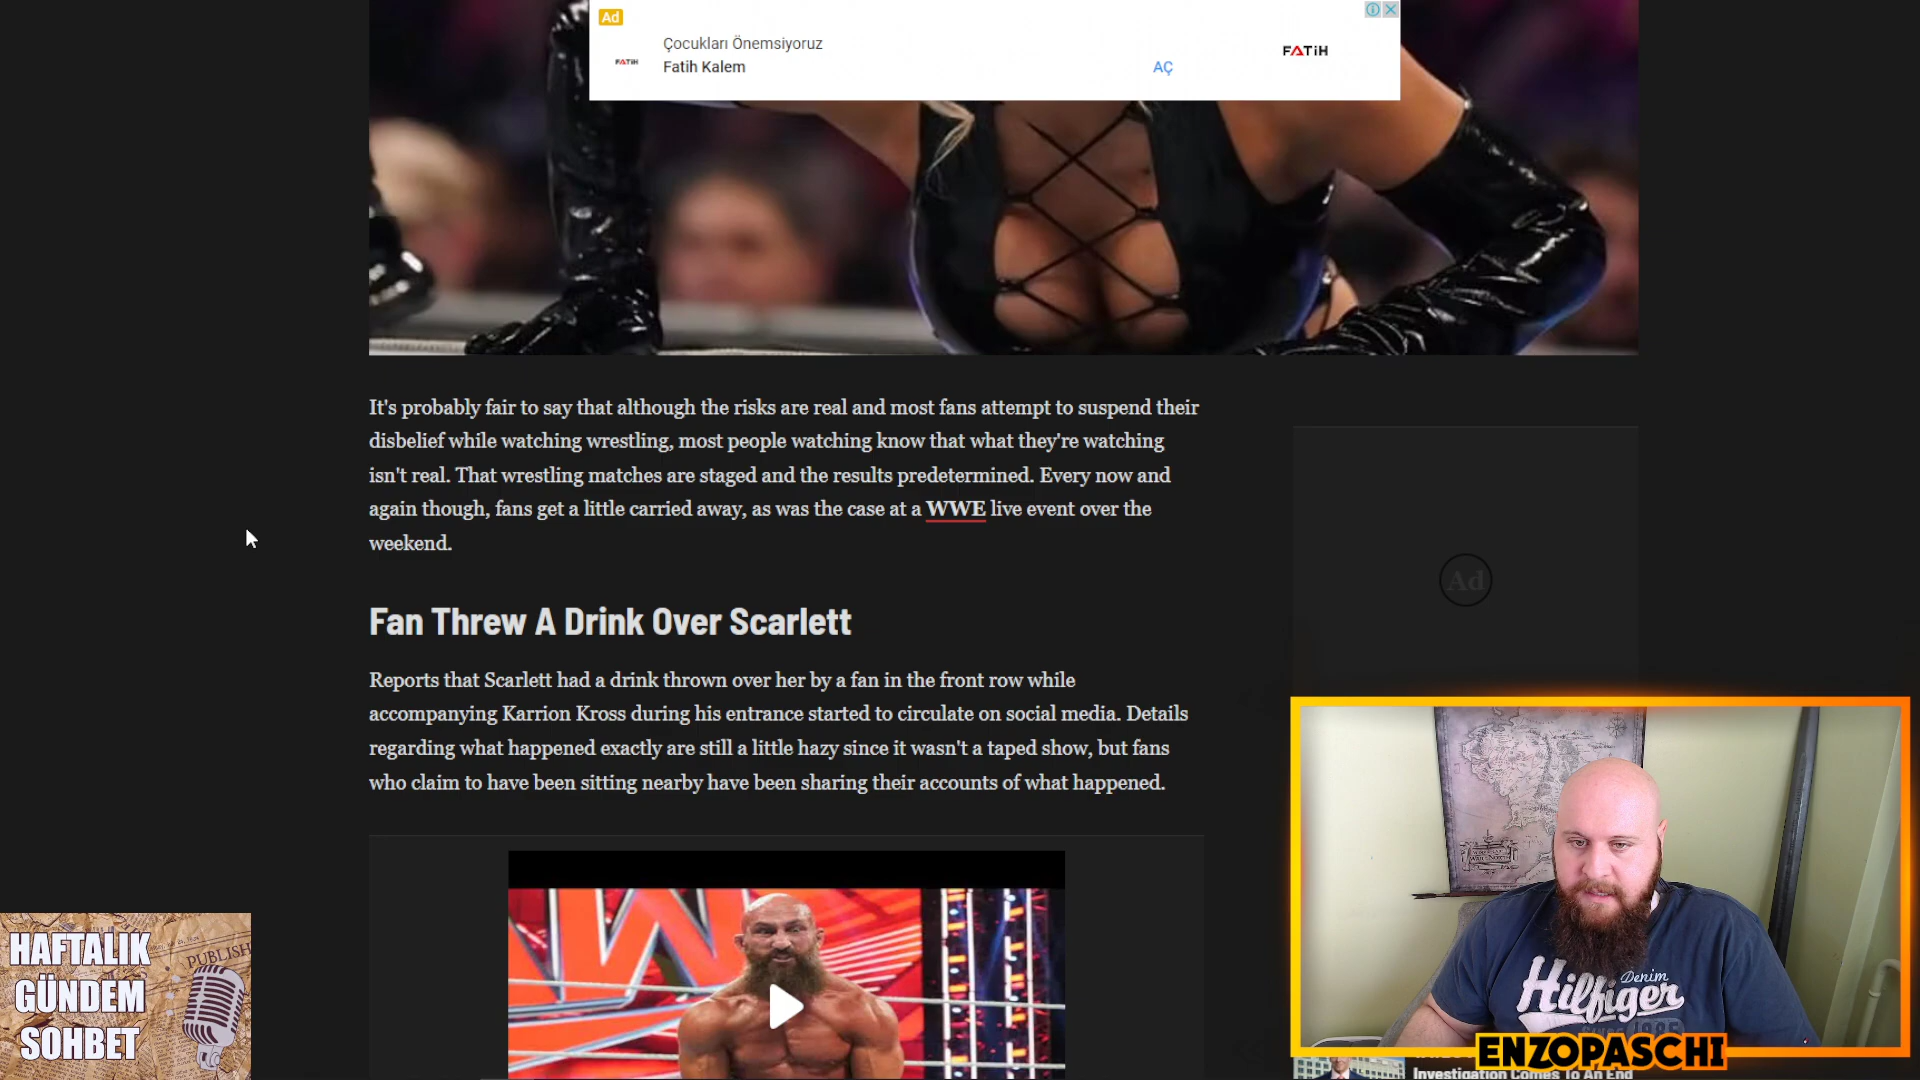 Ad
Çocukları Önemsiyoruz
Fatih Kalem
FATiH
AÇ
FATiH
It's probably fair to say that although the risks are real and most fans attempt to suspend their
disbelief while watching wrestling, most people watching know that what they're watching
isn't real. That wrestling matches are staged and the results predetermined. Every now and
again though, fans get a little carried away, as was the case at a WWE live event over the
weekend.
Fan Threw A Drink Over Scarlett
Reports that Scarlett had a drink thrown over her by a fan in the front row while
accompanying Karrion Kross during his entrance started to circulate on social media. Details
regarding what happened exactly are still a little hazy since it wasn't a taped show, but fans
who claim to have been sitting nearby have been sharing their accounts of what happened.
Ad
HAFTALIK
GÜNDEM
SOHBET
PUBLISH
Denim
Hilfiger
ENZOPASCHI
Investigation Comes To An End